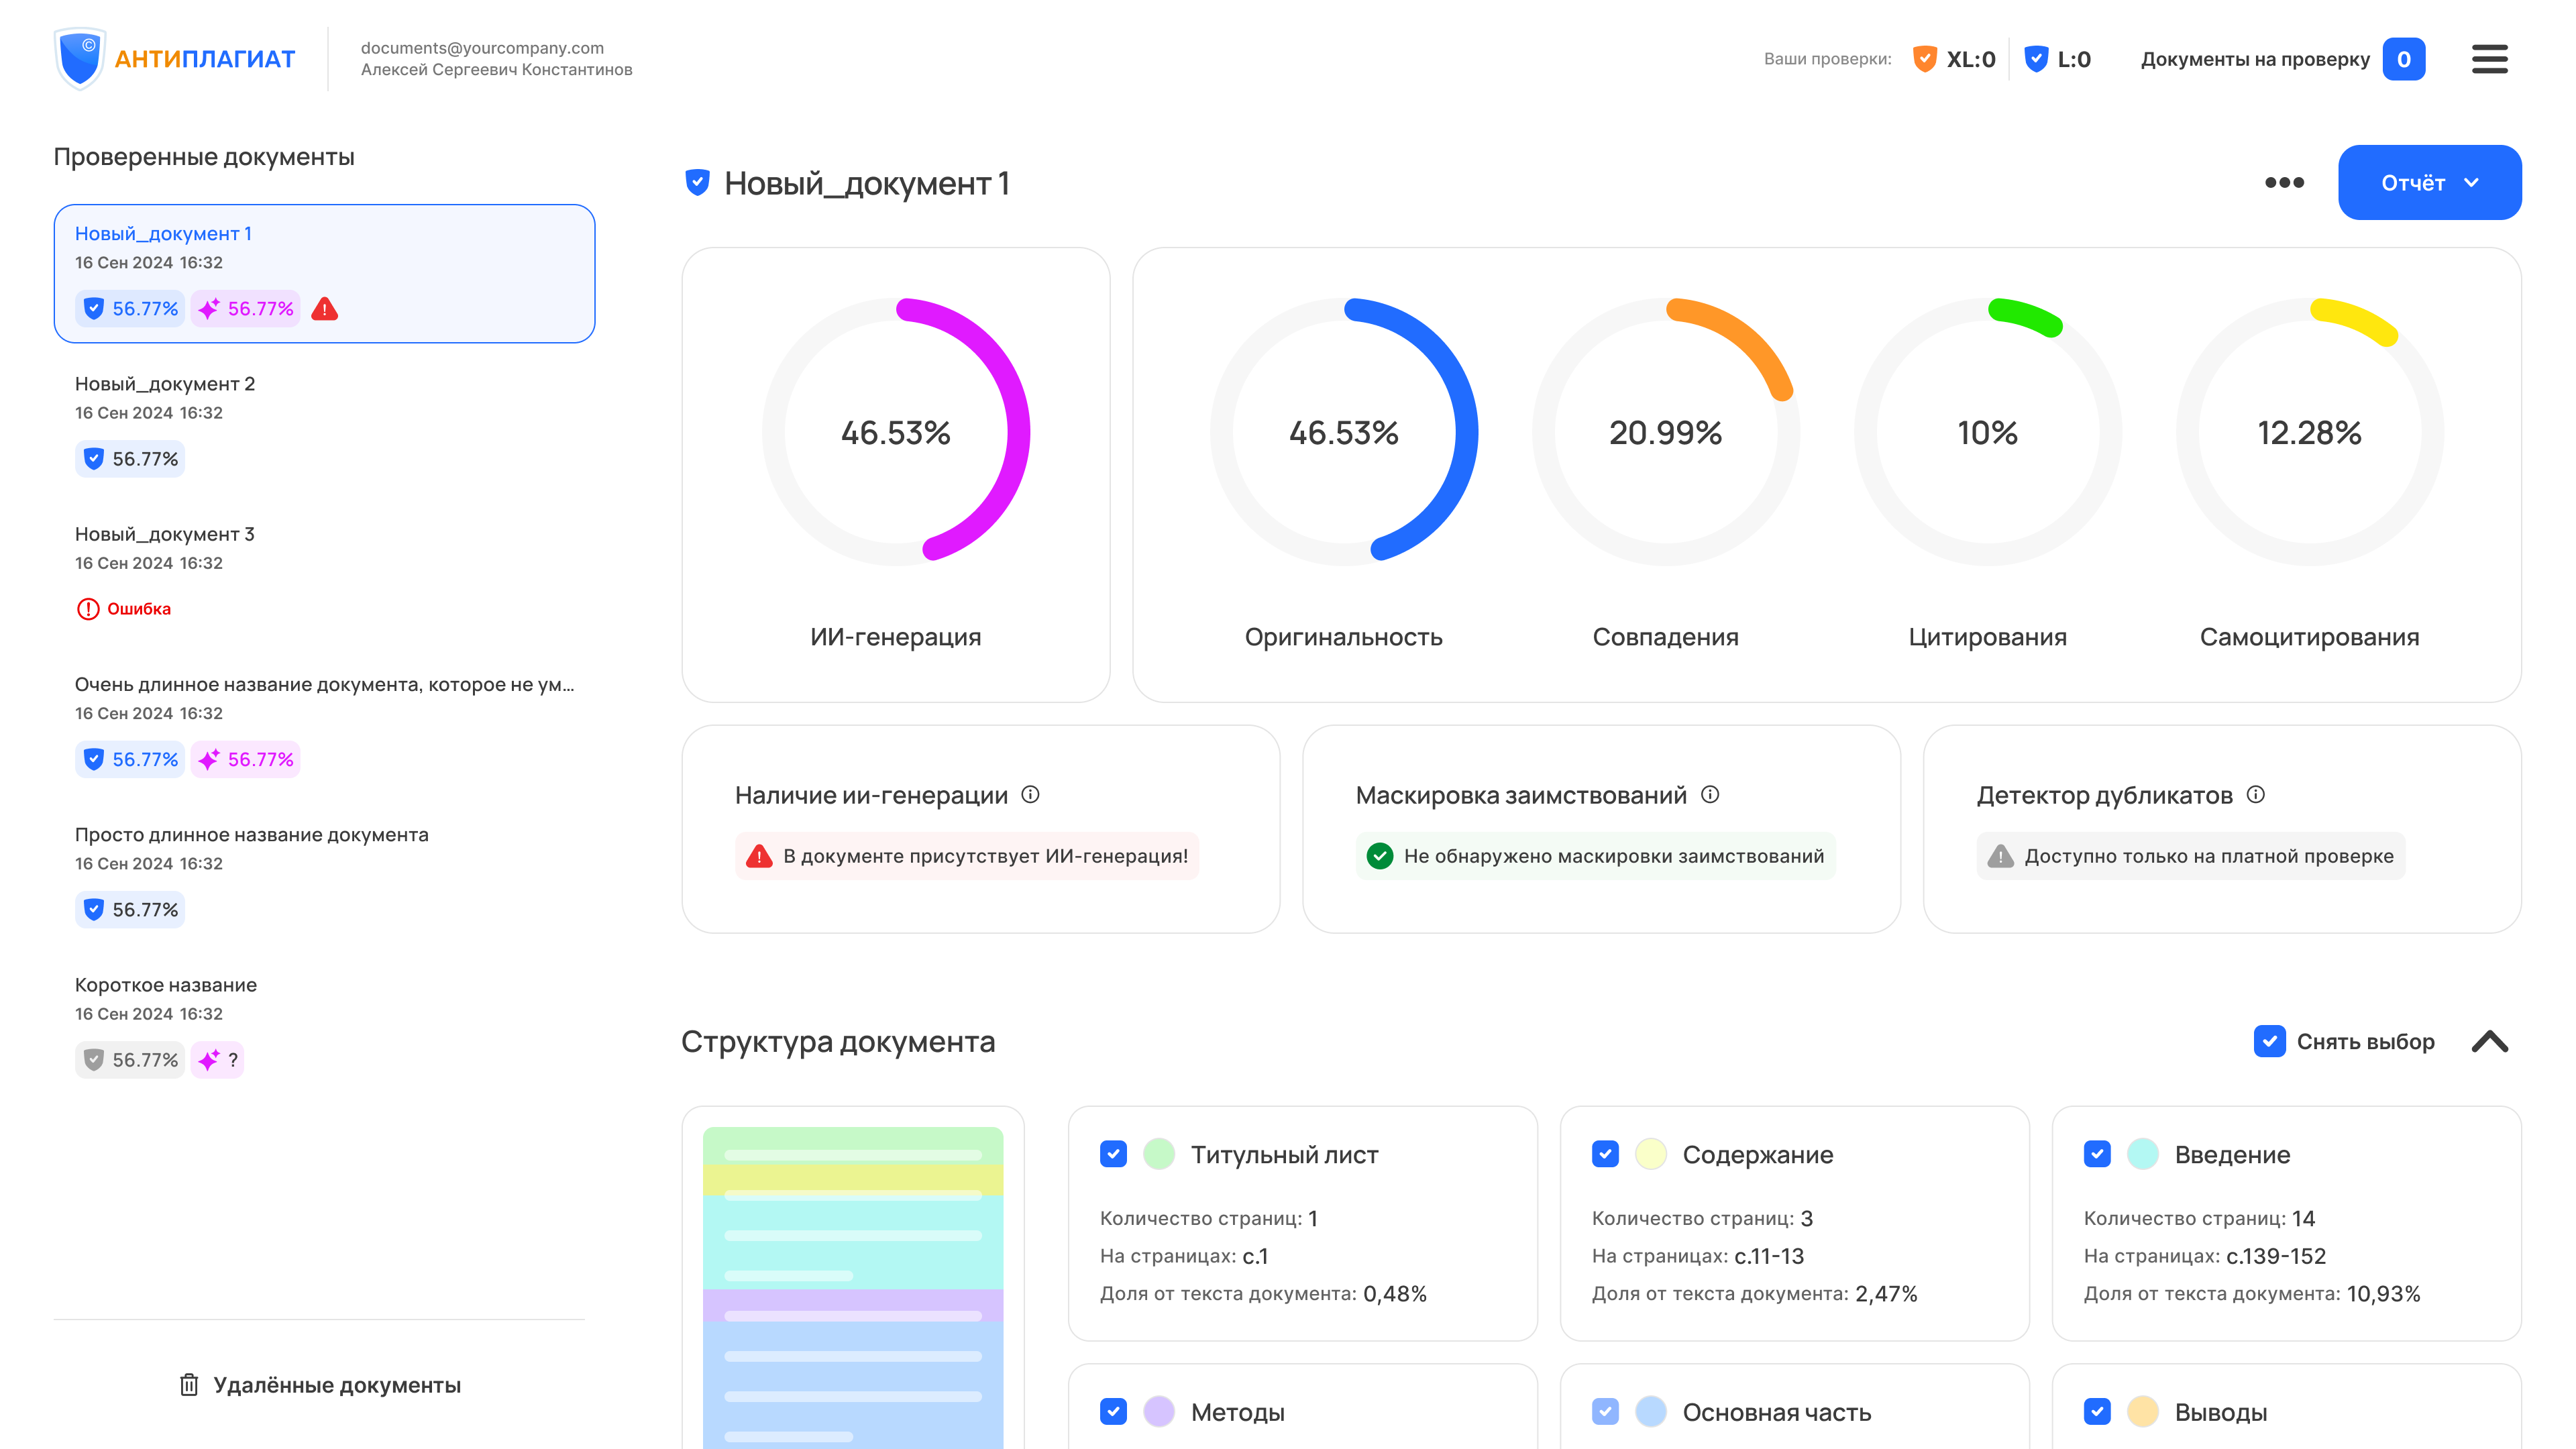 ©
АНТИПЛАГИАТ
documents@yourcompany.com
Алексей Сергеевич Константинов
Ваши проверки:
XL:0
L:0
Документы на проверку
0
Проверенные документы
Новый_документ 1
16 Сен 2024 16:32
56.77%
56.77%
Новый_документ 2
16 Сен 2024 16:32
56.77%
Новый_документ 3
16 Сен 2024 16:32
Ошибка
Очень длинное название документа, которое не ум...
16 Сен 2024 16:32
56.77%
56.77%
Просто длинное название документа
16 Сен 2024 16:32
56.77%
Короткое название
16 Сен 2024 16:32
56.77%
?
Удалённые документы
Новый_документ 1
Отчёт
46.53%
ИИ-генерация
46.53%
Оригинальность
20.99%
Совпадения
10%
Цитирования
12.28%
Самоцитирования
Наличие ии-генерации
В документе присутствует ИИ-генерация!
Маскировка заимствований
Не обнаружено маскировки заимствований
Детектор дубликатов
Доступно только на платной проверке
Структура документа
Снять выбор
Титульный лист
Количество страниц: 1
На страницах: с.1
Доля от текста документа: 0,48%
Содержание
Количество страниц: 3
На страницах: с.11-13
Доля от текста документа: 2,47%
Введение
Количество страниц: 14
На страницах: с.139-152
Доля от текста документа: 10,93%
Методы
Основная часть
Выводы